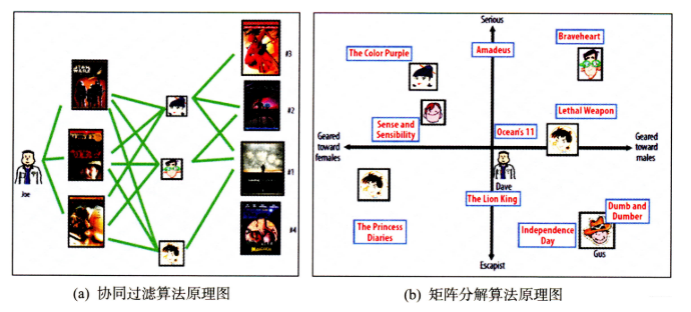 STAR
WARS
Joe
#3
#2
#1
#4
(a) 协同过滤算法原理图
Serious
Braveheart
The Color Purple
Amadeus
Lethal Weapon
Sense and
Sensibility
Ocean's 11
Geared
toward
females
Geared
toward
males
Dave
The Lion King
Dumb and
Dumber
The Princess
Diaries
Independence
Day
Gus
Escapist
(b) 矩阵分解算法原理图